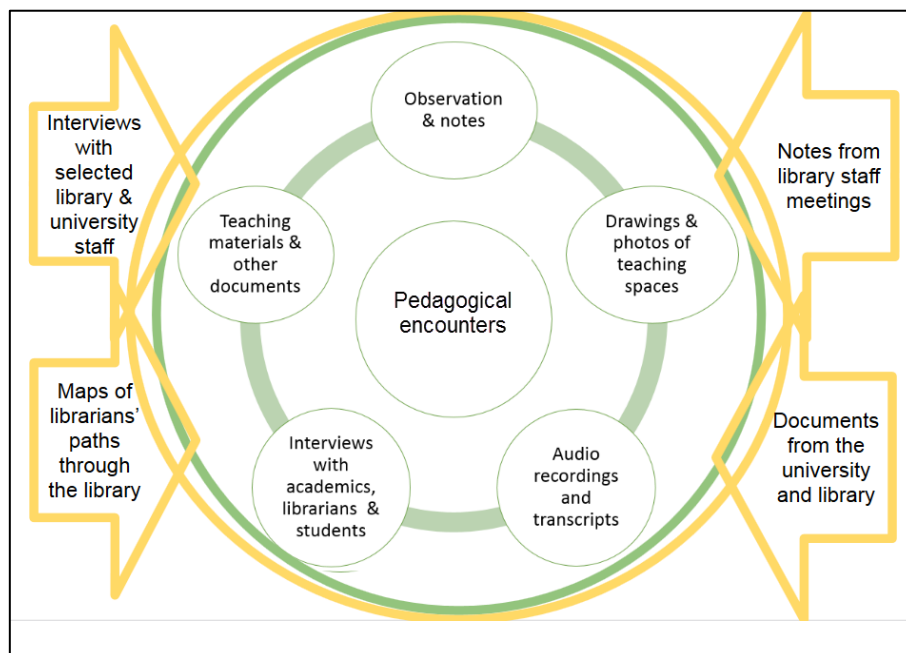 Observation
& notes
Interviews
with
selected
library &
university
staff
Notes from
library staff
meetings
Teaching
materials &
other
documents
Drawings &
photos of
teaching
spaces
Pedagogical
encounters
Maps of
librarians’
paths
through
the library
Interviews
with
academics,
librarians &
students
Audio
recordings
and
transcripts
Documents
from the
university
and library